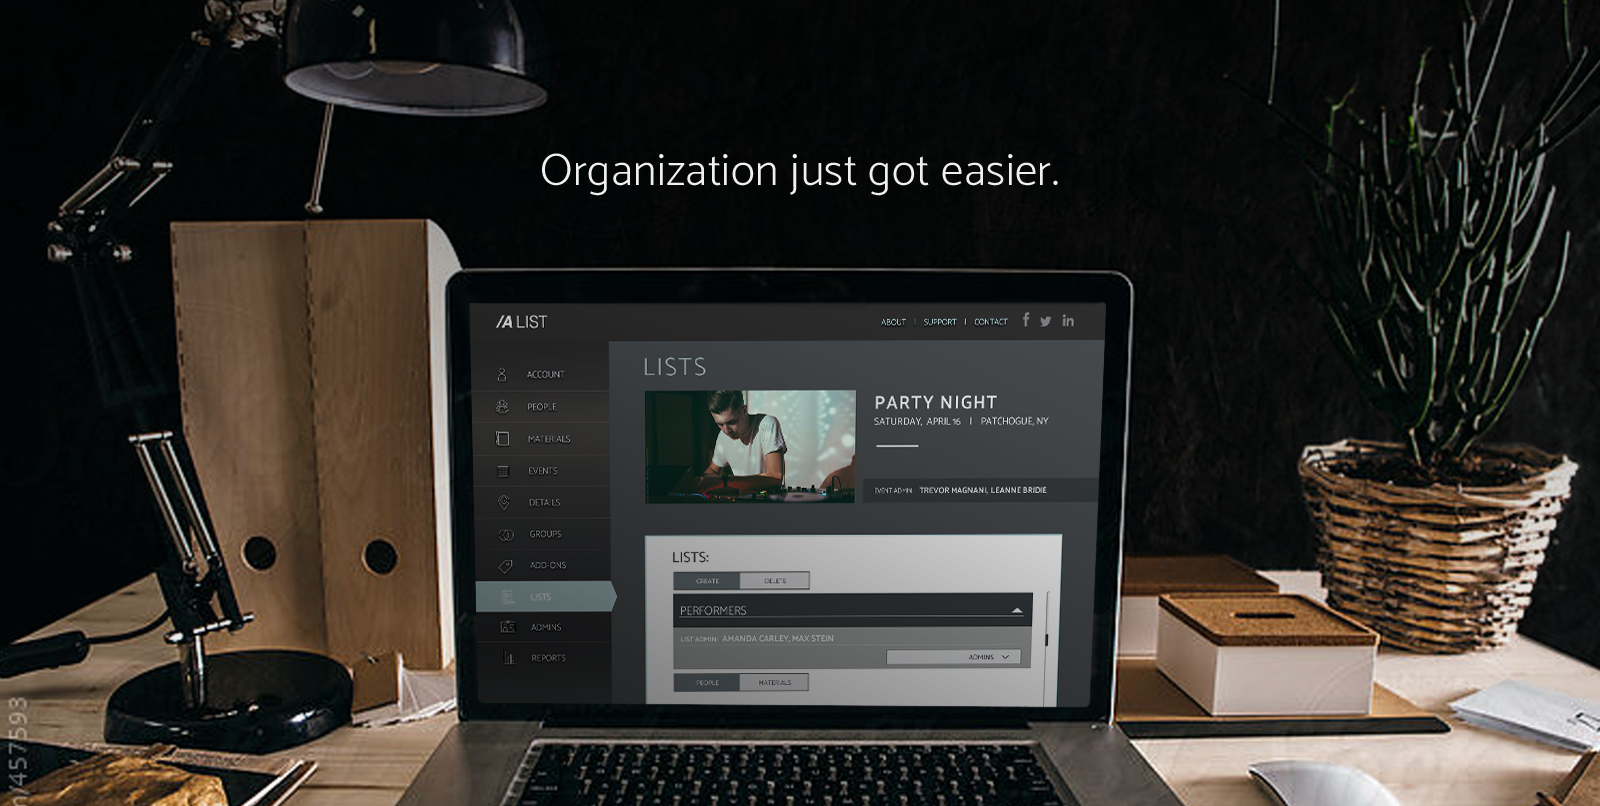 Organization just got easier.
/A LIST
ABOUT | SUPPORT | CONTACT f in
ACCOUNT
PEOPLE
MATERIALS
EVENTS
DETAILS
GROUPS
ADD-ONS
LISTS
ADMINS
REPORTS
LISTS
PARTY NIGHT
SATURDAY, APRIL 16 | PATCHOGUE, NY
EVENT ADMIN: TREVOR MAGNANI, LEANNE BRIDIE
LISTS:
CREATE DELETE
PERFORMERS
LIST ADMIN: AMANDA CARLEY, MAX STEIN
ADMINS
PEOPLE MATERIALS
/457593